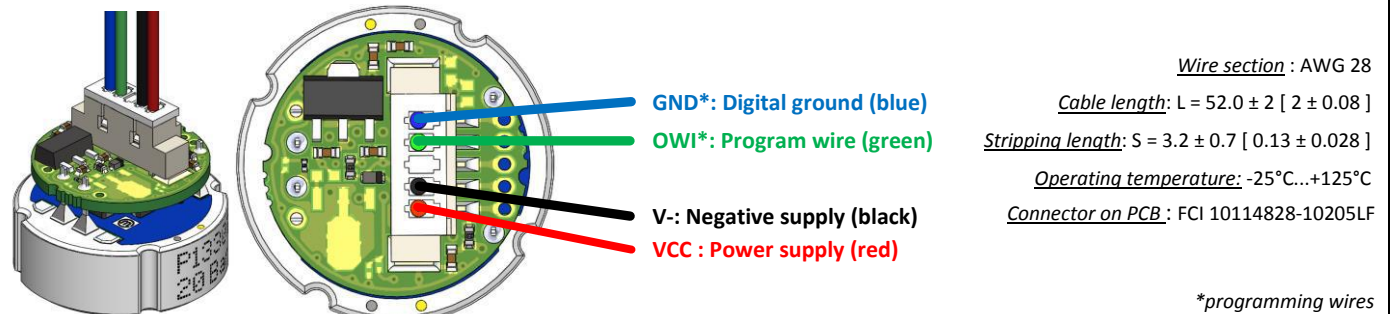 GND*: Digital ground (blue)
OWI*: Program wire (green)
V-: Negative supply (black)
VCC : Power supply (red)
Wire section : AWG 28
Cable length: L = 52.0 ± 2 [ 2 ± 0.08 ]
Stripping length: S = 3.2 ± 0.7 [ 0.13 ± 0.028 ]
Operating temperature: -25°C...+125°C
Connector on PCB : FCI 10114828-10205LF
*programming wires